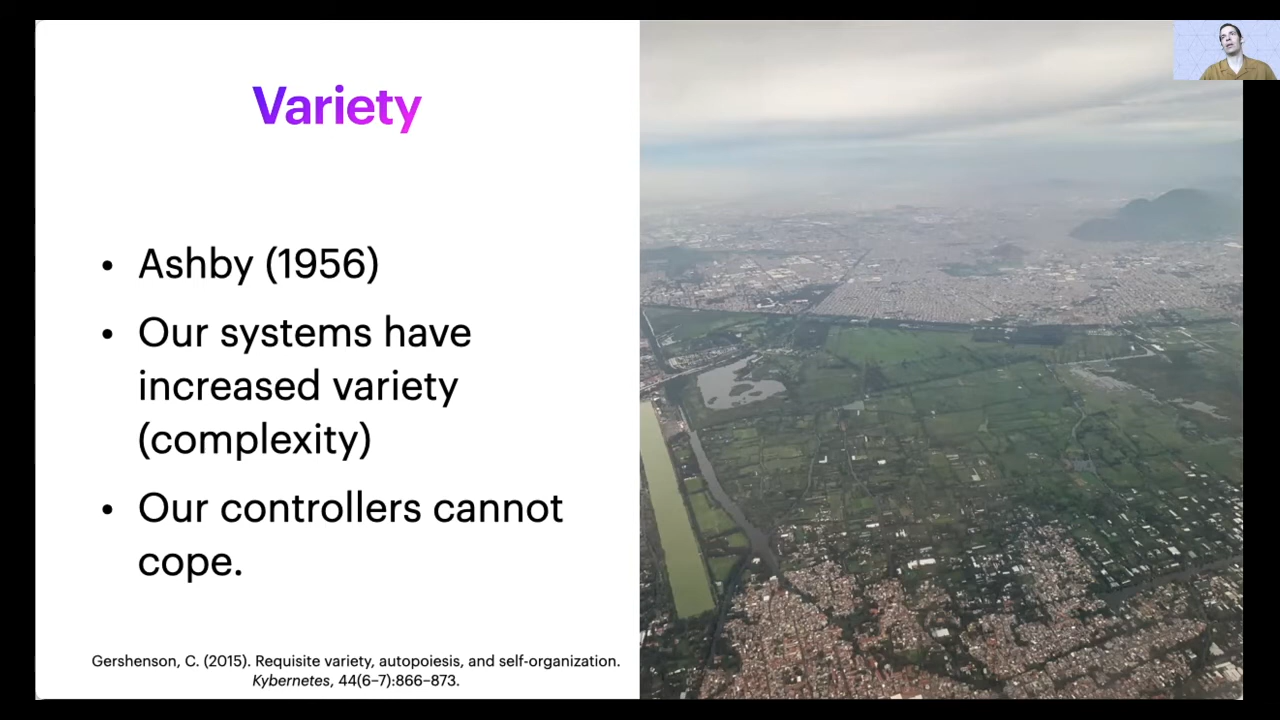 Variety
• Ashby (1956)
• Our systems have
increased variety
(complexity)
• Our controllers cannot
cope.
Gershenson, C. (2015). Requisite variety, autopoiesis, and self-organization.
Kybernetes, 44(6–7):866–873.